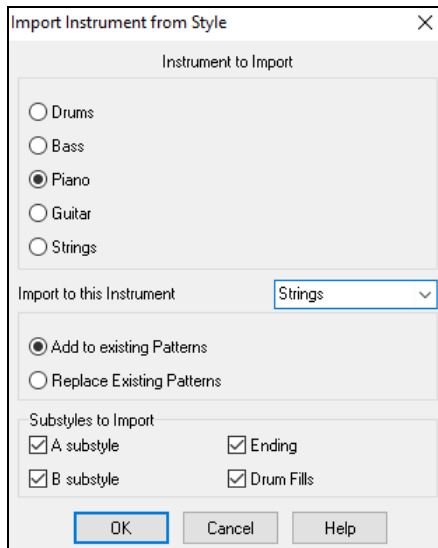 Import Instrument from Style
Instrument to Import
Drums
Bass
Piano
Guitar
Strings
Import to this Instrument Strings
Add to existing Patterns
Replace Existing Patterns
Substyles to Import
A substyle Ending
B substyle Drum Fills
OK Cancel Help